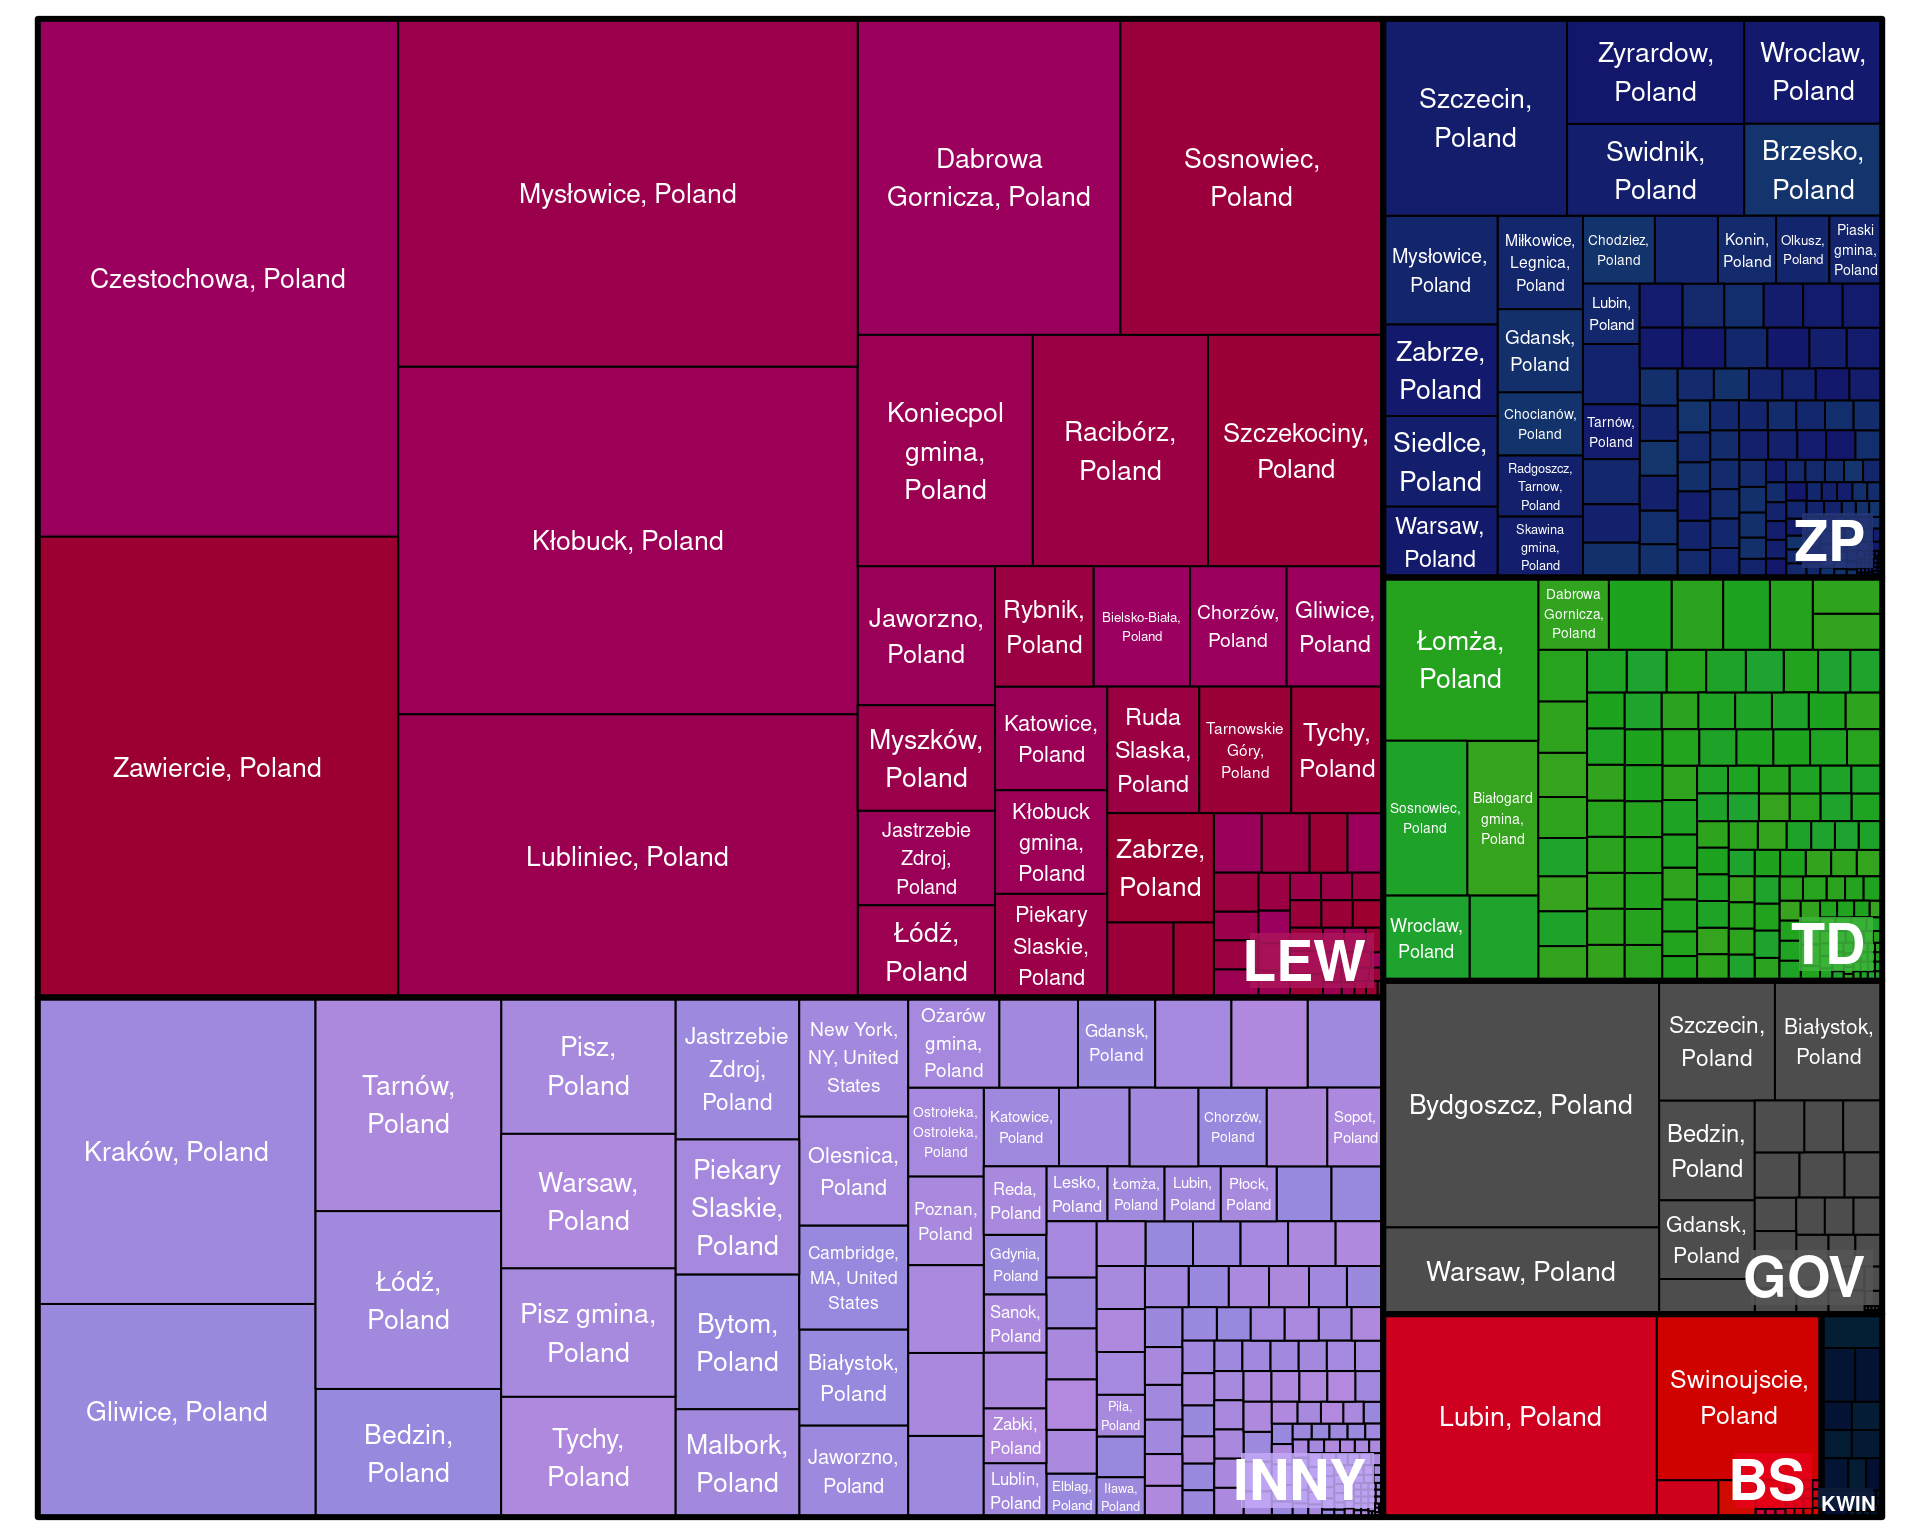 Czestochowa, Poland
Zawiercie, Poland
Mysłowice, Poland
Kłobuck, Poland
Lubliniec, Poland
Dabrowa
Gornicza, Poland
Sosnowiec,
Poland
Koniecpol
gmina,
Poland
Racibórz,
Poland
Szczekociny,
Poland
Jaworzno,
Poland
Myszków,
Poland
Jastrzebie
Zdroj,
Poland
Łódź,
Poland
Rybnik,
Poland
Bielsko-Biała,
Poland
Chorzów,
Poland
Gliwice,
Poland
Katowice,
Poland
Kłobuck
gmina,
Poland
Piekary
Slaskie,
Poland
Ruda
Slaska,
Poland
Tarnowskie
Góry,
Poland
Tychy,
Poland
Zabrze,
Poland
LEW
Kraków, Poland
Gliwice, Poland
Tarnów,
Poland
Łódź,
Poland
Bedzin,
Poland
Pisz,
Poland
Warsaw,
Poland
Pisz gmina,
Poland
Tychy,
Poland
Jastrzebie
Zdroj,
Poland
Piekary
Slaskie,
Poland
Bytom,
Poland
Malbork,
Poland
New York,
NY, United
States
Olesnica,
Poland
Cambridge,
MA, United
States
Białystok,
Poland
Jaworzno,
Poland
Ożarów
gmina,
Poland
Gdansk,
Poland
Ostrołeka,
Ostroleka,
Poland
Poznan,
Poland
Katowice,
Poland
Chorzów,
Poland
Sopot,
Poland
Reda,
Poland
Lesko,
Poland
Łomża,
Poland
Lubin,
Poland
Płock,
Poland
Gdynia,
Poland
Sanok,
Poland
Zabki,
Poland
Lublin,
Poland
Piła,
Poland
Elblag,
Poland
Iława,
Poland
INNY
Szczecin,
Poland
Zyrardow,
Poland
Wroclaw,
Poland
Swidnik,
Poland
Brzesko,
Poland
Mysłowice,
Poland
Zabrze,
Poland
Siedlce,
Poland
Warsaw,
Poland
Miłkowice,
Legnica,
Poland
Gdansk,
Poland
Chocianów,
Poland
Radgoszcz,
Tarnow,
Poland
Skawina
gmina,
Poland
Chodziez,
Poland
Konin,
Poland
Olkusz,
Poland
Piaski
gmina,
Poland
Lubin,
Poland
Tarnów,
Poland
ZP
Łomża,
Poland
Dabrowa
Gornicza,
Poland
Sosnowiec,
Poland
Białogard
gmina,
Poland
Wroclaw,
Poland
TD
Bydgoszcz, Poland
Warsaw, Poland
Szczecin,
Poland
Białystok,
Poland
Bedzin,
Poland
Gdansk,
Poland
GOV
Lubin, Poland
Swinoujscie,
Poland
BS
KWIN